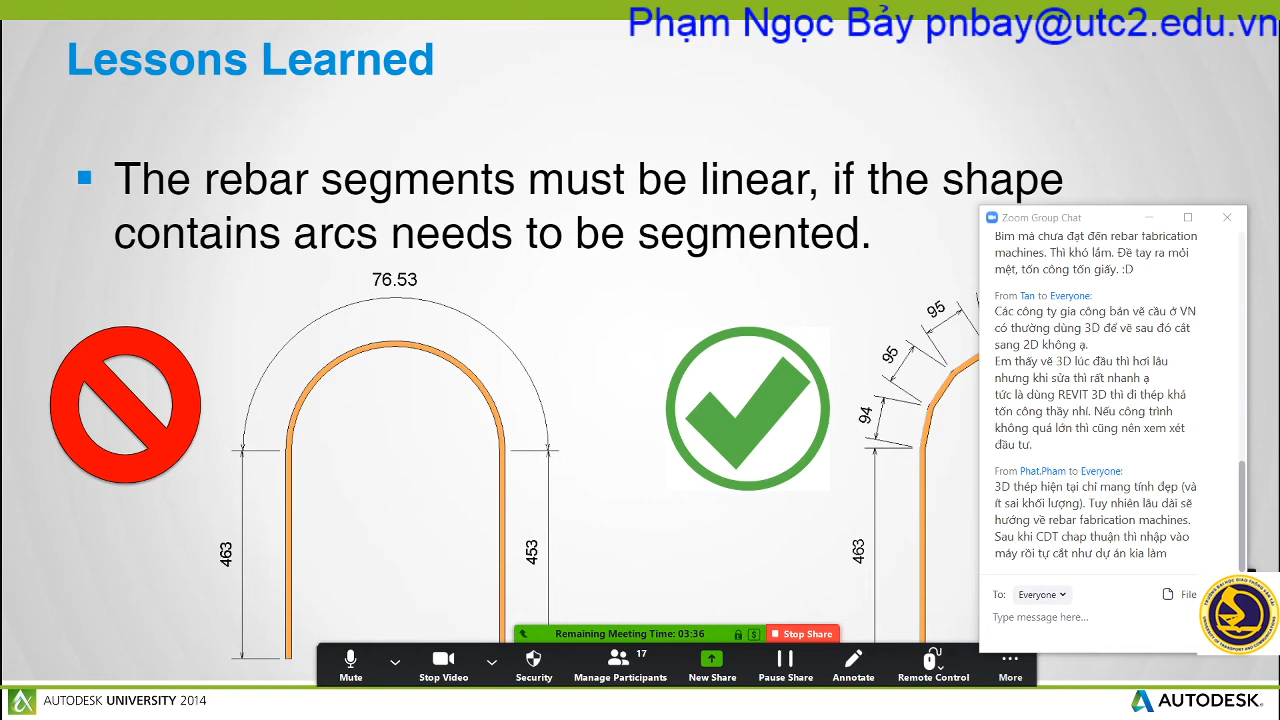 Phạm Ngọc Bảy pnbay@utc2.edu.vn
Lessons Learned
The rebar segments must be linear, if the shape
contains arcs needs to be segmented.
76.53
463
453
95
95
94
463
Zoom Group Chat
Bim mà chưa đạt đến rebar fabrication
machines. Thì khó lắm. Đề tay ra mỏi
mệt, tốn công tốn giấy. :D
From Tan to Everyone:
Các công ty gia công bản vẽ cầu ở VN
có thường dùng 3D để vẽ sau đó cắt
sang 2D không ạ.
Em thấy vẽ 3D lúc đầu thì hơi lâu
nhưng khi sửa thì rất nhanh ạ
tức là dùng REVIT 3D thì đi thép khá
tốn công thầy nhỉ. Nếu công trình
không quá lớn thì cũng nên xem xét
đầu tư.
From Phat.Pham to Everyone:
3D thép hiện tại chỉ mang tính đẹp (và
ít sai khối lượng). Tuy nhiên lâu dài sẽ
hướng về rebar fabrication machines.
Sau khi CDT chap thuận thì nhập vào
máy rồi tự cắt như dự án kia làm
To: Everyone
File
Type message here...
Remaining Meeting Time: 03:36
Stop Share
17
Mute
Stop Video
Security
Manage Participants
New Share
Pause Share
Annotate
Remote Control
More
AUTODESK UNIVERSITY 2014
AUTODESK.